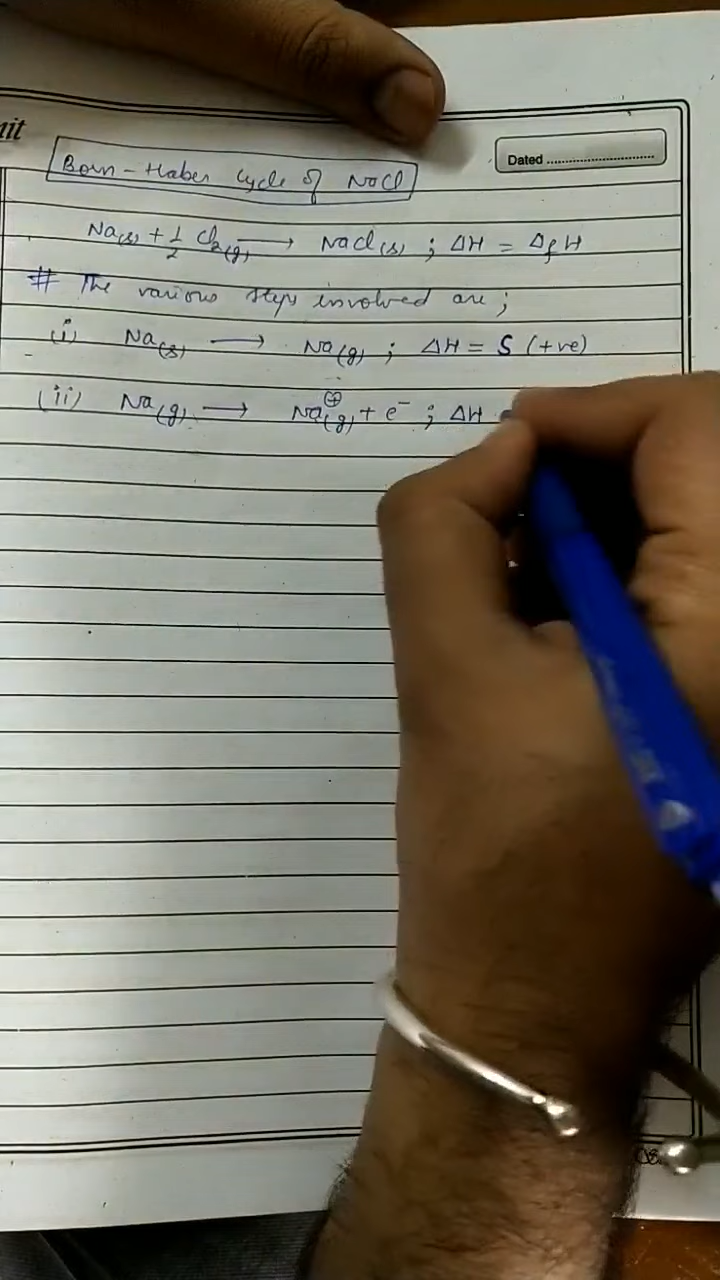 nit
Dated
Born-Haber Cycle of NaCl
Na(s) + 1/2 Cl2(g) ⟶ NaCl(s) ; ΔH = ΔfH
# The various steps involved are ;
(i) Na(s) ⟶ Na(g) ; ΔH = S (+ve)
(ii) Na(g) ⟶ Na⊕(g) + e⁻ ; ΔH